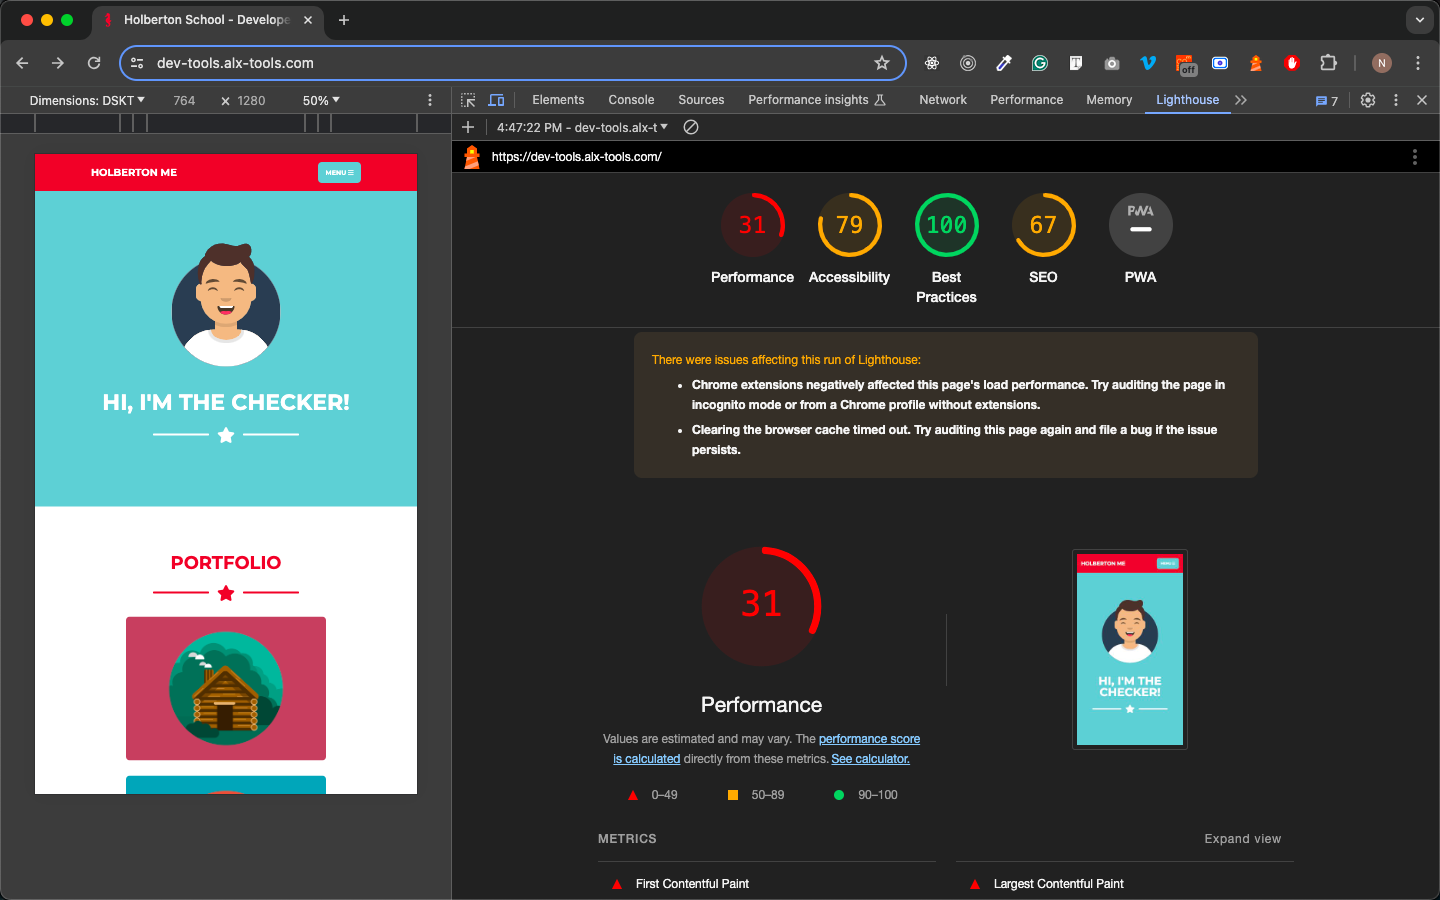 Holberton School - Develope
dev-tools.alx-tools.com
off
N
Dimensions: DSKT
764
×
1280
50%
Elements
Console
Sources
Performance insights
Network
Performance
Memory
Lighthouse
7
4:47:22 PM - dev-tools.alx-t
https://dev-tools.alx-tools.com/
HOLBERTON ME
MENU
HI, I'M THE CHECKER!
PORTFOLIO
31
79
100
67
PWA
Performance
Accessibility
Best
Practices
SEO
PWA
There were issues affecting this run of Lighthouse:
• Chrome extensions negatively affected this page's load performance. Try auditing the page in
incognito mode or from a Chrome profile without extensions.
• Clearing the browser cache timed out. Try auditing this page again and file a bug if the issue
persists.
31
Performance
Values are estimated and may vary. The performance score
is calculated directly from these metrics. See calculator.
0–49
50–89
90–100
HOLBERTON ME
MENU
HI, I'M THE
CHECKER!
METRICS
Expand view
First Contentful Paint
Largest Contentful Paint